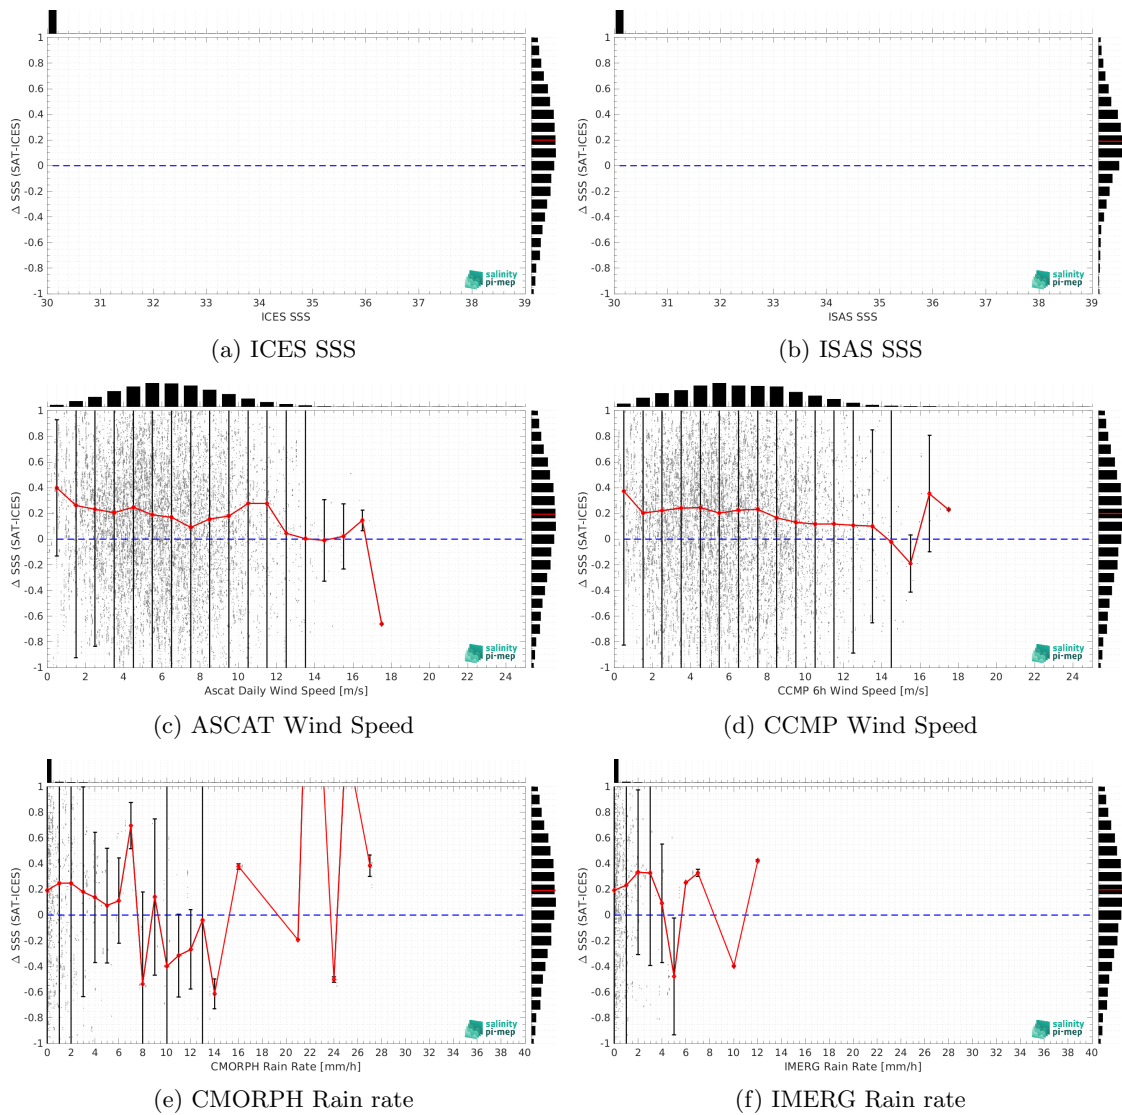 1
0.8
0.6
0.4
0.2
0
-0.2
-0.4
-0.6
-0.8
-1
Δ SSS (SAT-ICES)
30 31 32 33 34 35 36 37 38 39
ICES SSS
salinity
pi-mep
(a) ICES SSS
1
0.8
0.6
0.4
0.2
0
-0.2
-0.4
-0.6
-0.8
-1
Δ SSS (SAT-ICES)
30 31 32 33 34 35 36 37 38 39
ISAS SSS
salinity
pi-mep
(b) ISAS SSS
1
0.8
0.6
0.4
0.2
0
-0.2
-0.4
-0.6
-0.8
-1
Δ SSS (SAT-ICES)
0 2 4 6 8 10 12 14 16 18 20 22 24
Ascat Daily Wind Speed [m/s]
salinity
pi-mep
(c) ASCAT Wind Speed
1
0.8
0.6
0.4
0.2
0
-0.2
-0.4
-0.6
-0.8
-1
Δ SSS (SAT-ICES)
0 2 4 6 8 10 12 14 16 18 20 22 24
CCMP 6h Wind Speed [m/s]
salinity
pi-mep
(d) CCMP Wind Speed
1
0.8
0.6
0.4
0.2
0
-0.2
-0.4
-0.6
-0.8
-1
Δ SSS (SAT-ICES)
0 2 4 6 8 10 12 14 16 18 20 22 24 26 28 30 32 34 36 38 40
CMORPH Rain Rate [mm/h]
salinity
pi-mep
(e) CMORPH Rain rate
1
0.8
0.6
0.4
0.2
0
-0.2
-0.4
-0.6
-0.8
-1
Δ SSS (SAT-ICES)
0 2 4 6 8 10 12 14 16 18 20 22 24 26 28 30 32 34 36 38 40
IMERG Rain Rate [mm/h]
salinity
pi-mep
(f) IMERG Rain rate